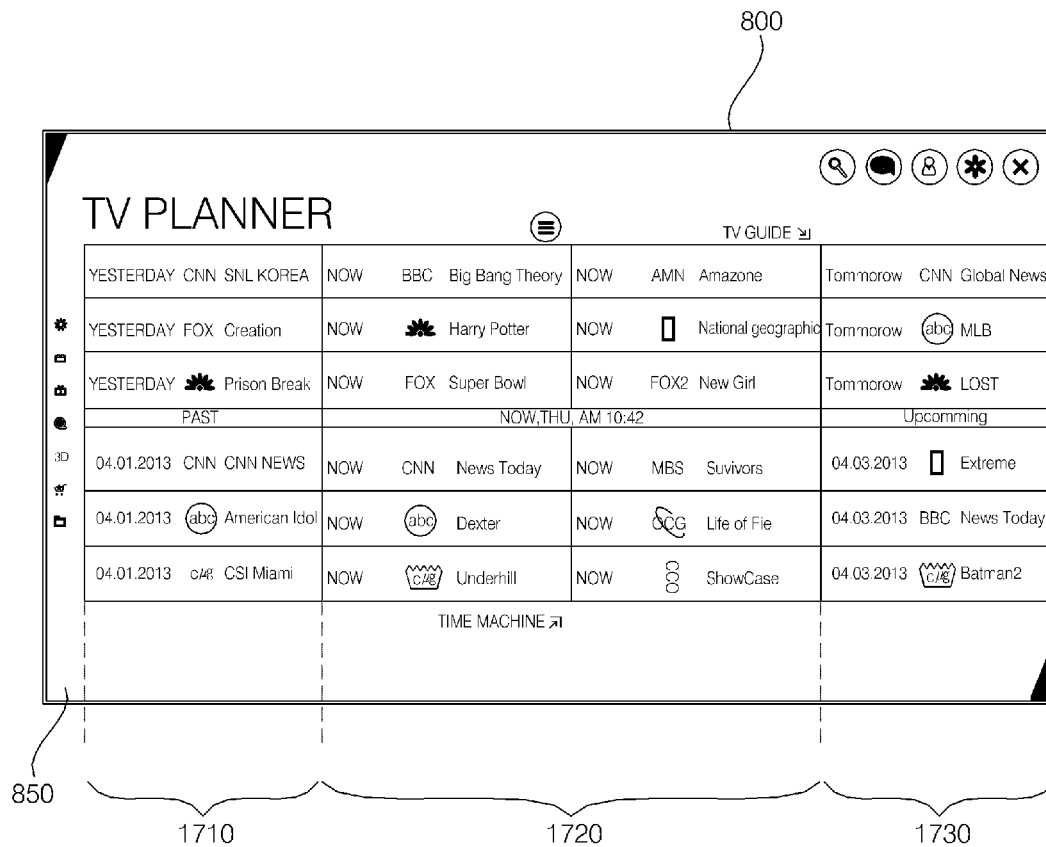 800
TV PLANNER
TV GUIDE
YESTERDAY CNN SNL KOREA NOW BBC Big Bang Theory NOW AMN Amazone Tommorow CNN Global News
YESTERDAY FOX Creation NOW Harry Potter NOW National geographic Tommorow abc MLB
YESTERDAY Prison Break NOW FOX Super Bowl NOW FOX2 New Girl Tommorow LOST
PAST NOW,THU, AM 10:42 Upcomming
3D
04.01.2013 CNN CNN NEWS NOW CNN News Today NOW MBS Suvivors 04.03.2013 Extreme
04.01.2013 abc American Idol NOW abc Dexter NOW OCG Life of Fie 04.03.2013 BBC News Today
04.01.2013 CSI Miami NOW Underhill NOW ShowCase 04.03.2013 Batman2
TIME MACHINE
850
1710 1720 1730